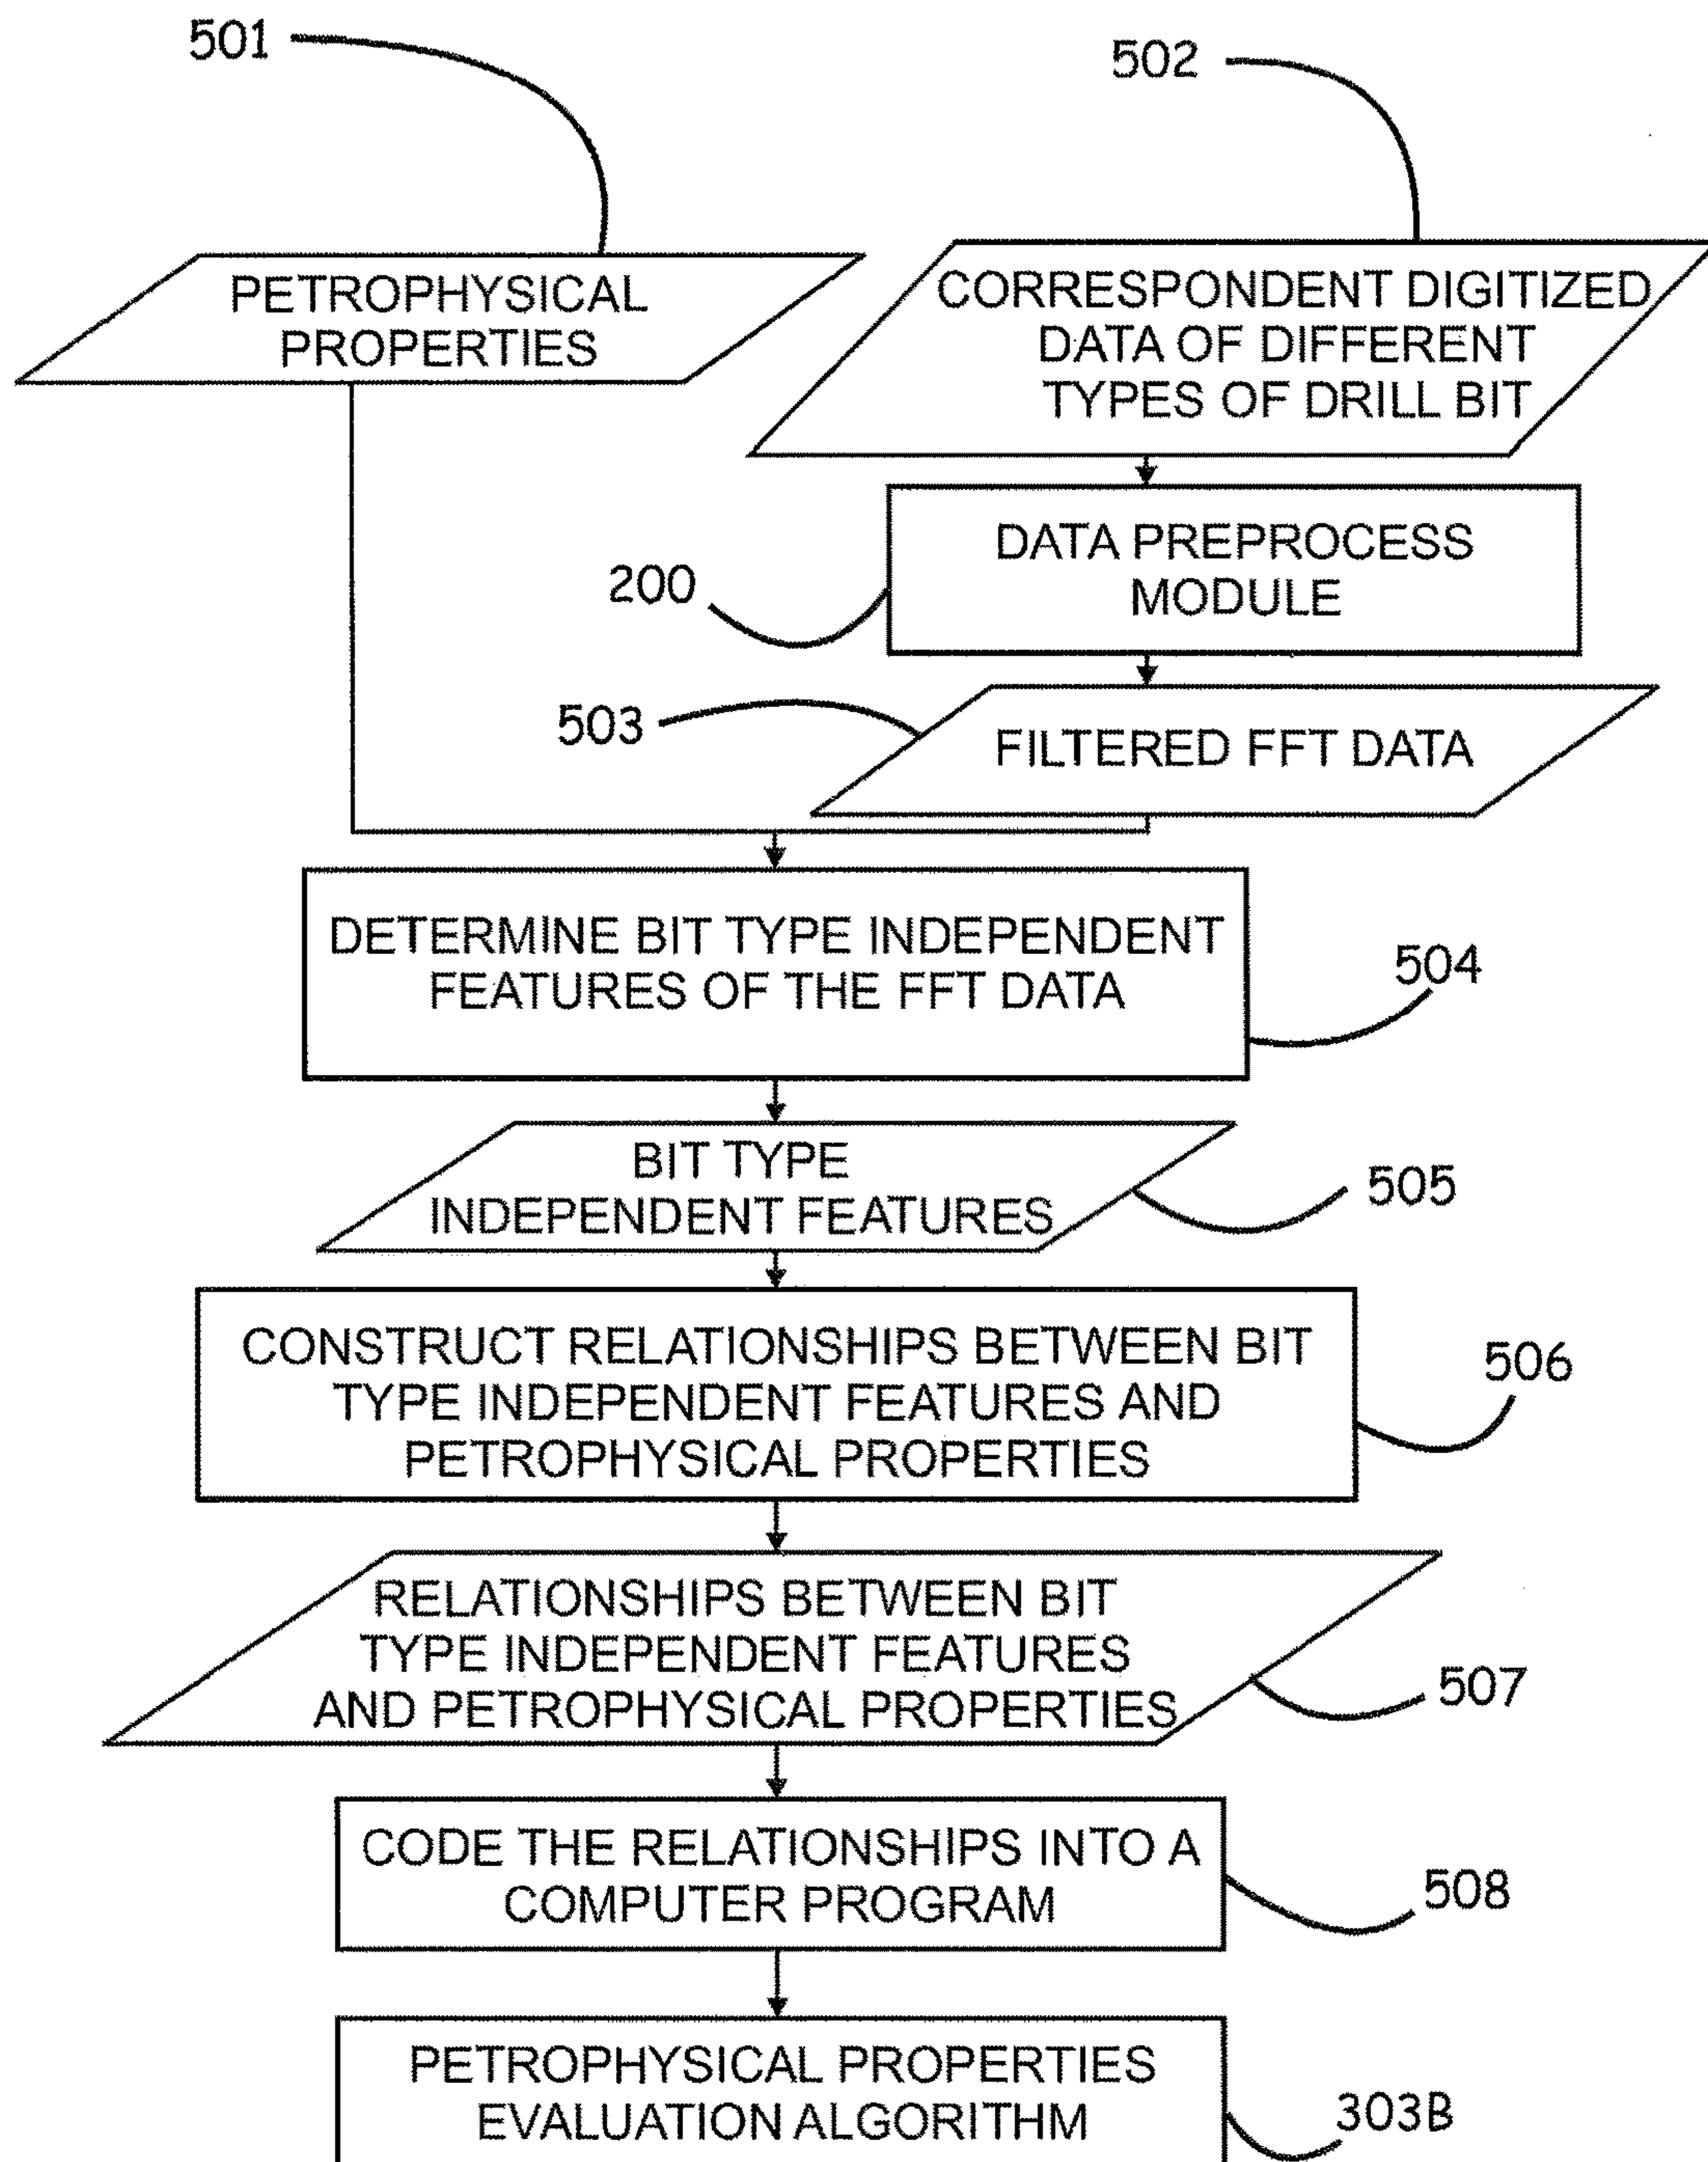 501
502
PETROPHYSICAL
PROPERTIES
CORRESPONDENT DIGITIZED
DATA OF DIFFERENT
TYPES OF DRILL BIT
DATA PREPROCESS
MODULE
200
503
FILTERED FFT DATA
DETERMINE BIT TYPE INDEPENDENT
FEATURES OF THE FFT DATA
504
BIT TYPE
INDEPENDENT FEATURES
505
CONSTRUCT RELATIONSHIPS BETWEEN BIT
TYPE INDEPENDENT FEATURES AND
PETROPHYSICAL PROPERTIES
506
RELATIONSHIPS BETWEEN BIT
TYPE INDEPENDENT FEATURES
AND PETROPHYSICAL PROPERTIES
507
CODE THE RELATIONSHIPS INTO A
COMPUTER PROGRAM
508
PETROPHYSICAL PROPERTIES
EVALUATION ALGORITHM
303B